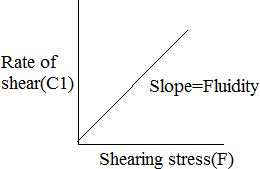 Rate of
shear(C1)
Slope=Fluidity
Shearing stress(F)